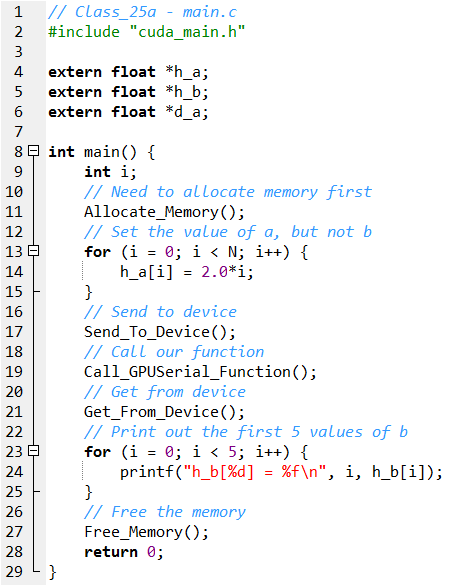 1 // Class_25a - main.c
2 #include "cuda_main.h"
3
4 extern float *h_a;
5 extern float *h_b;
6 extern float *d_a;
7
8 int main() {
9 int i;
10 // Need to allocate memory first
11 Allocate_Memory();
12 // Set the value of a, but not b
13 for (i = 0; i < N; i++) {
14 h_a[i] = 2.0*i;
15 }
16 // Send to device
17 Send_To_Device();
18 // Call our function
19 Call_GPUSerial_Function();
20 // Get from device
21 Get_From_Device();
22 // Print out the first 5 values of b
23 for (i = 0; i < 5; i++) {
24 printf("h_b[%d] = %f\n", i, h_b[i]);
25 }
26 // Free the memory
27 Free_Memory();
28 return 0;
29 }